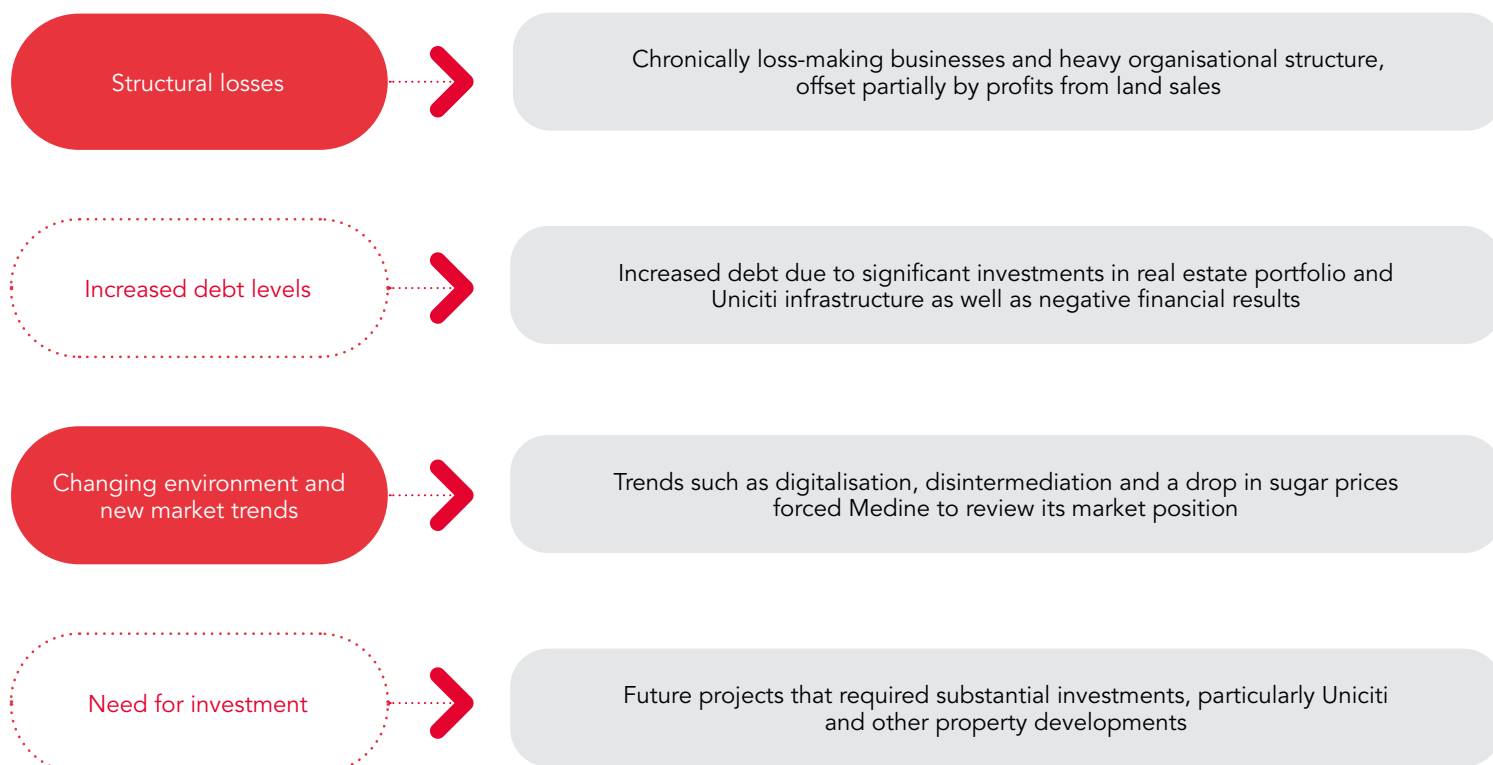 Structural losses
Chronically loss-making businesses and heavy organisational structure,
offset partially by profits from land sales
Increased debt levels
Increased debt due to significant investments in real estate portfolio and
Uniciti infrastructure as well as negative financial results
Changing environment and
new market trends
Trends such as digitalisation, disintermediation and a drop in sugar prices
forced Medine to review its market position
Need for investment
Future projects that required substantial investments, particularly Uniciti
and other property developments